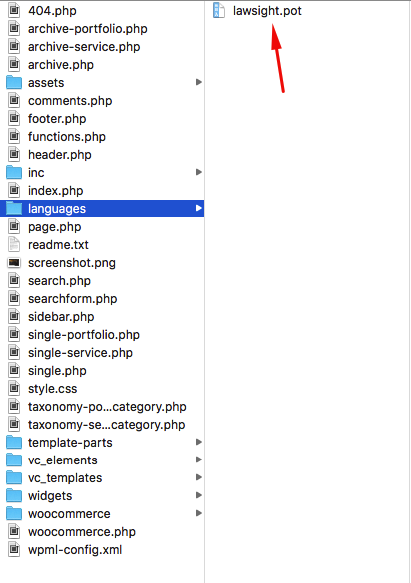 404.php
archive-portfolio.php
archive-service.php
archive.php
assets
comments.php
footer.php
functions.php
header.php
inc
index.php
languages
page.php
readme.txt
screenshot.png
search.php
searchform.php
sidebar.php
single-portfolio.php
single-service.php
single.php
style.css
taxonomy-po...category.php
taxonomy-se...category.php
template-parts
vc_elements
vc_templates
widgets
woocommerce
woocommerce.php
wpml-config.xml
lawsight.pot